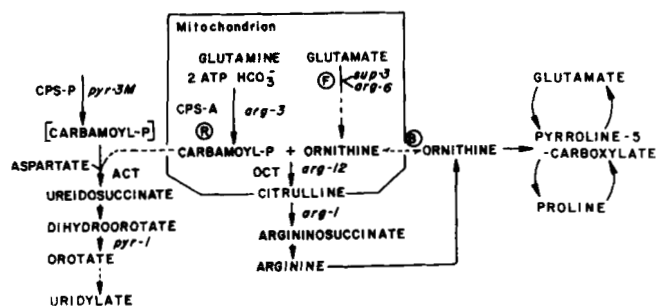 Mitochondrion
GLUTAMINE GLUTAMATE
2 ATP HCO₃⁻ Ⓕ sup-3
arg-6
GLUTAMATE
CPS-P pyr-3M
CPS-A arg-3
[CARBAMOYL-P] Ⓡ Ⓑ
PYRROLINE-5
-CARBOXYLATE
CARBAMOYL-P + ORNITHINE ORNITHINE
ASPARTATE ACT OCT arg-12
UREIDOSUCCINATE CITRULLINE
arg-1
PROLINE
DIHYDROOROTATE ARGININOSUCCINATE
pyr-1
OROTATE ARGININE
URIDYLATE